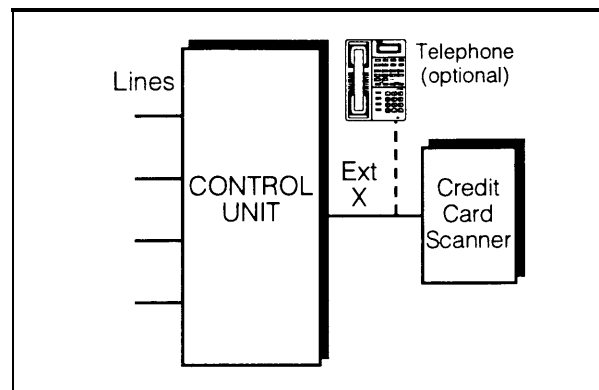 Lines
CONTROL
UNIT
Telephone
(optional)
Ext
X
Credit
Card
Scanner